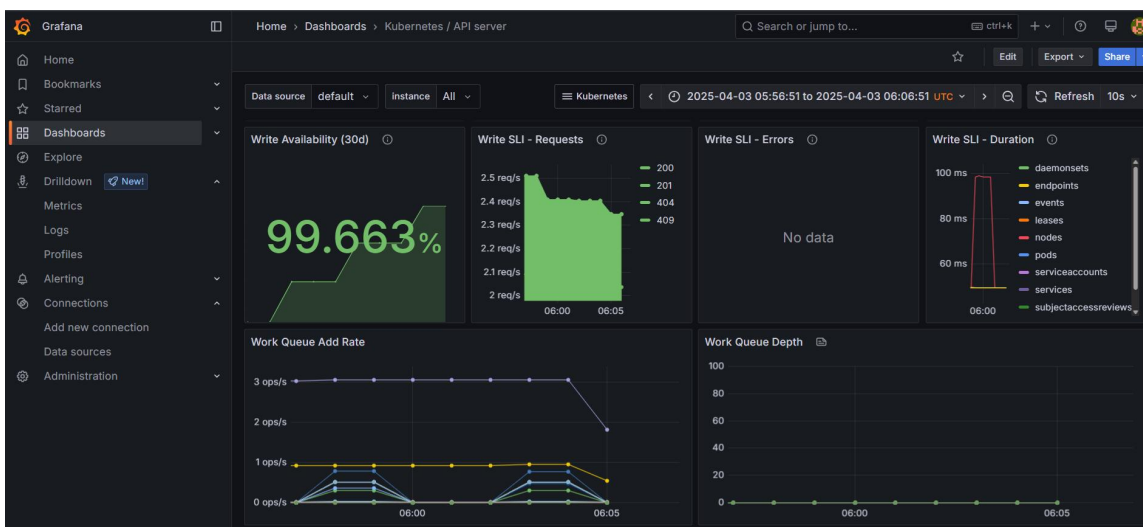 Grafana
Home > Dashboards > Kubernetes / API server
Search or jump to...
ctrl+k
Home
Bookmarks
Starred
Dashboards
Explore
Drilldown
New!
Metrics
Logs
Profiles
Alerting
Connections
Add new connection
Data sources
Administration
Edit
Export
Share
Data source
default
instance
All
Kubernetes
2025-04-03 05:56:51 to 2025-04-03 06:06:51 UTC
Refresh
10s
Write Availability (30d)
99.663%
Write SLI - Requests
2.5 req/s
2.4 req/s
2.3 req/s
2.2 req/s
2.1 req/s
2 req/s
06:00
06:05
200
201
404
409
Write SLI - Errors
No data
Write SLI - Duration
100 ms
80 ms
60 ms
06:00
daemonsets
endpoints
events
leases
nodes
pods
serviceaccounts
services
subjectaccessreviews
Work Queue Add Rate
3 ops/s
2 ops/s
1 ops/s
0 ops/s
06:00
06:05
Work Queue Depth
100
80
60
40
20
0
06:00
06:05